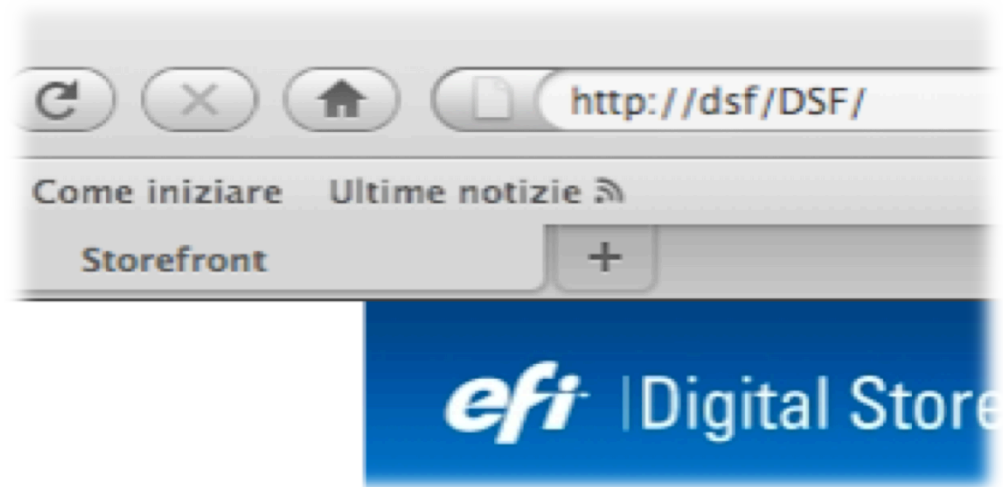 http://dsf/DSF/
Come iniziare Ultime notizie
Storefront +
efi | Digital Store